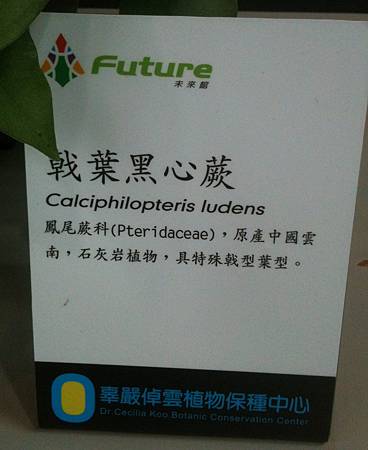 Future
未來館
戟葉黑心蕨
Calciphilopteris ludens
鳳尾蕨科(Pteridaceae)，原產中國雲
南，石灰岩植物，具特殊戟型葉型。
辜嚴倬雲植物保種中心
Dr.Cecilia Koo Botanic Conservation Center